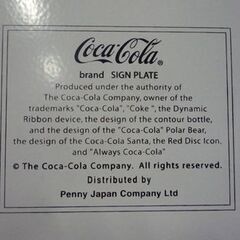 Coca-Cola®
brand SIGN PLATE
Produced under the authority of
The Coca-Cola Company, owner of the
trademarks "Coca-Cola", "Coke", the Dynamic
Ribbon device, the design of the contour bottle,
and the design of the "Coca-Cola" Polar Bear,
the design of the Coca-Cola Santa, the Red Disc Icon,
and "Always Coca-Cola"
© The Coca-Cola Company. All rights reserved.
Distributed by
Penny Japan Company Ltd